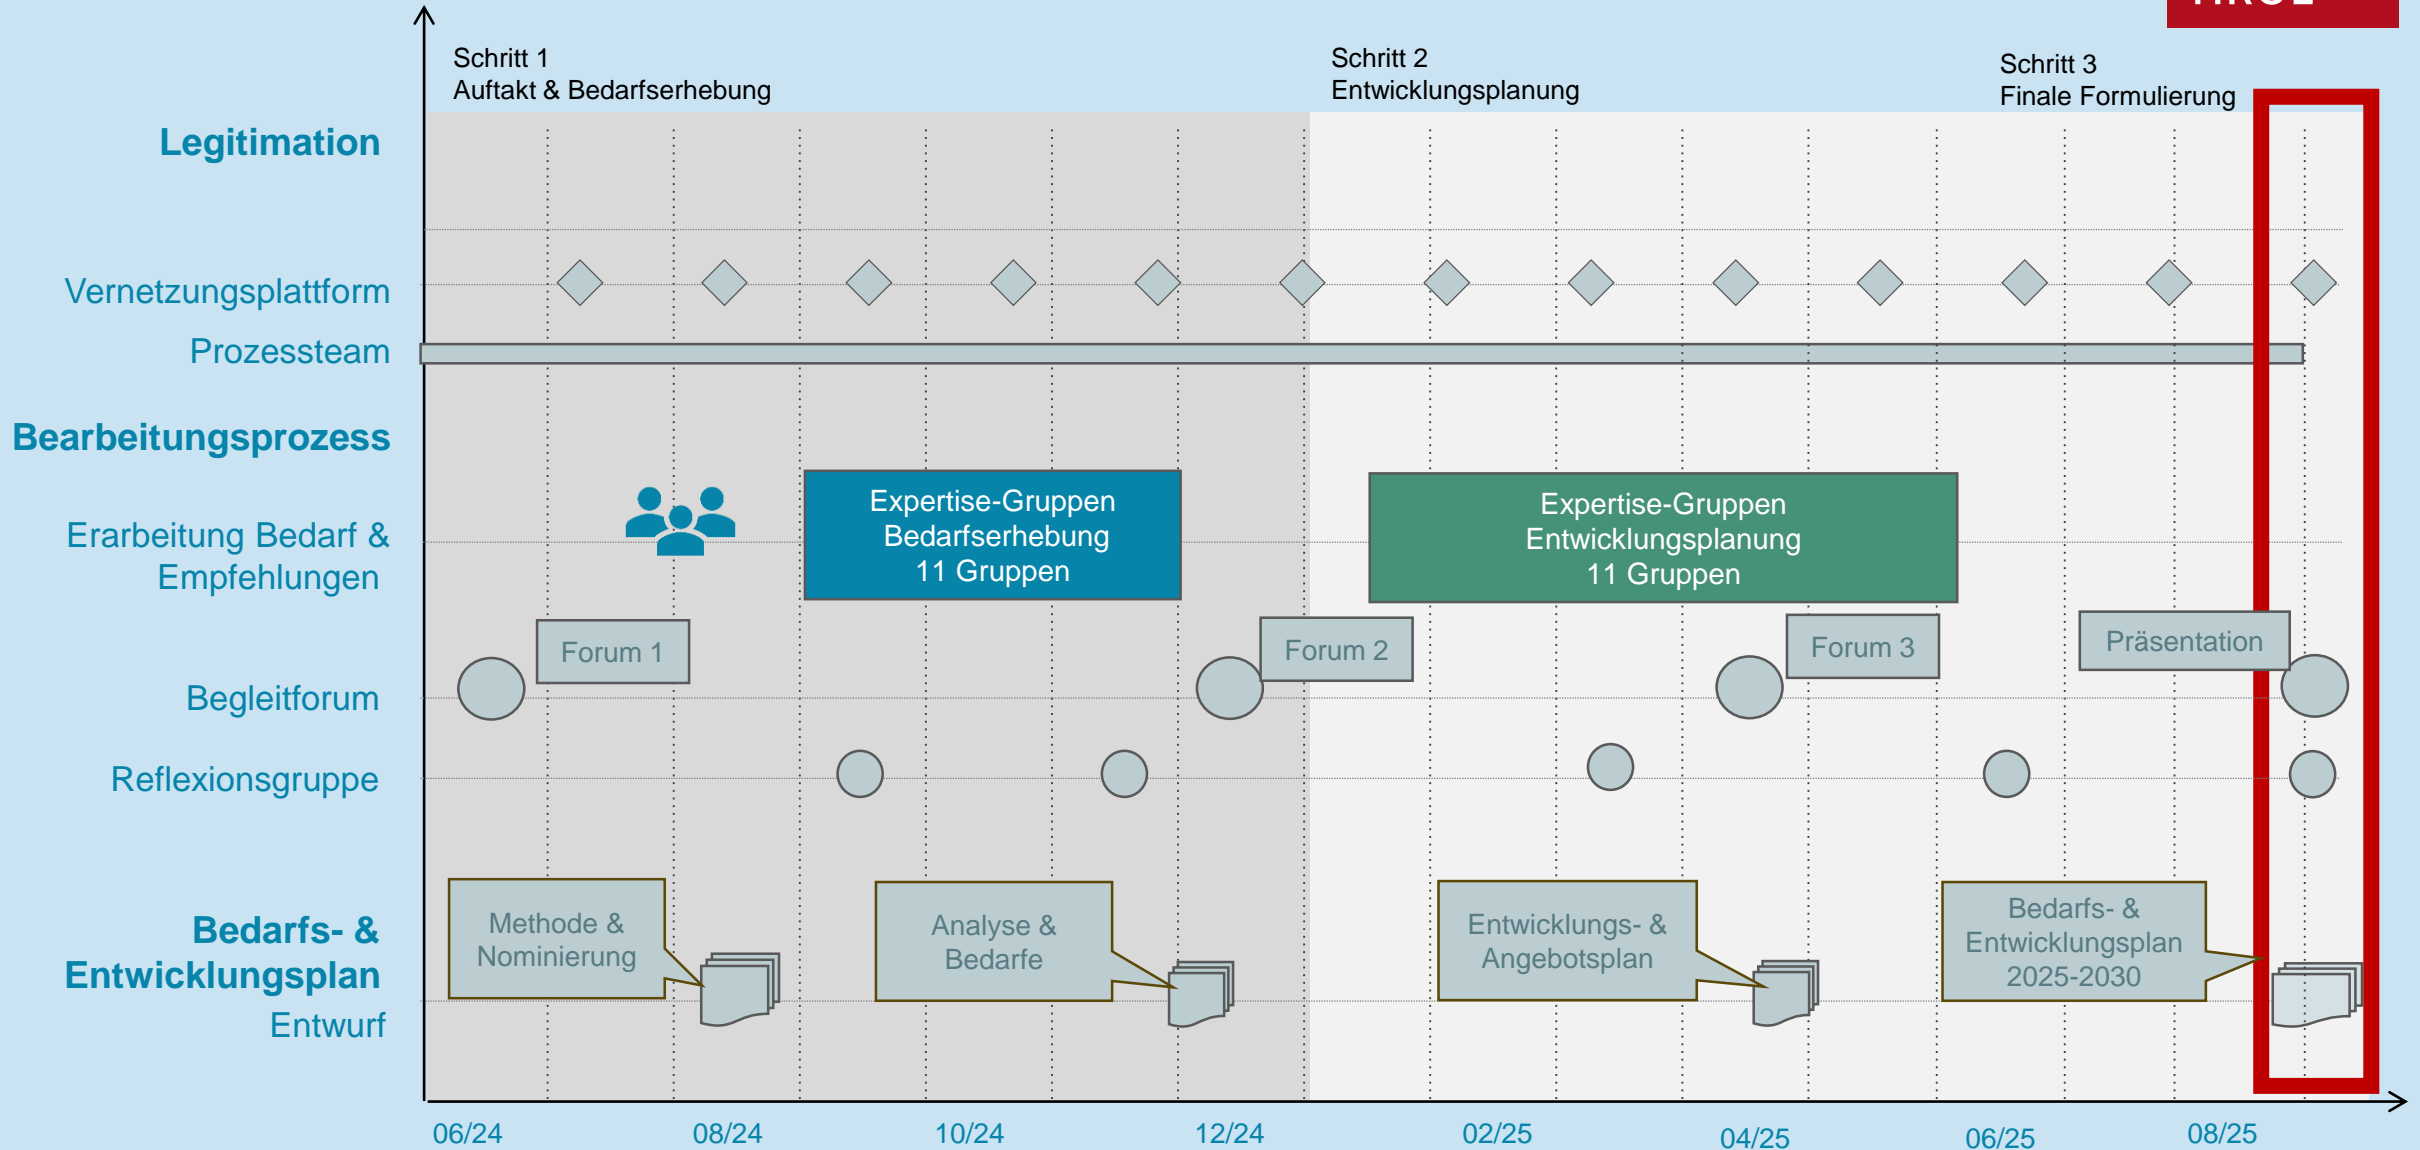 Schritt 1
Auftakt & Bedarfserhebung
Schritt 2
Entwicklungsplanung
Schritt 3
Finale Formulierung
Legitimation
Vernetzungsplattform
Prozessteam
Bearbeitungsprozess
Erarbeitung Bedarf &
Empfehlungen
Expertise-Gruppen
Bedarfserhebung
11 Gruppen
Expertise-Gruppen
Entwicklungsplanung
11 Gruppen
Begleitforum
Forum 1
Forum 2
Forum 3
Präsentation
Reflexionsgruppe
Bedarfs- &
Entwicklungsplan
Entwurf
Methode &
Nominierung
Analyse &
Bedarfe
Entwicklungs- &
Angebotsplan
Bedarfs- &
Entwicklungsplan
2025-2030
06/24
08/24
10/24
12/24
02/25
04/25
06/25
08/25